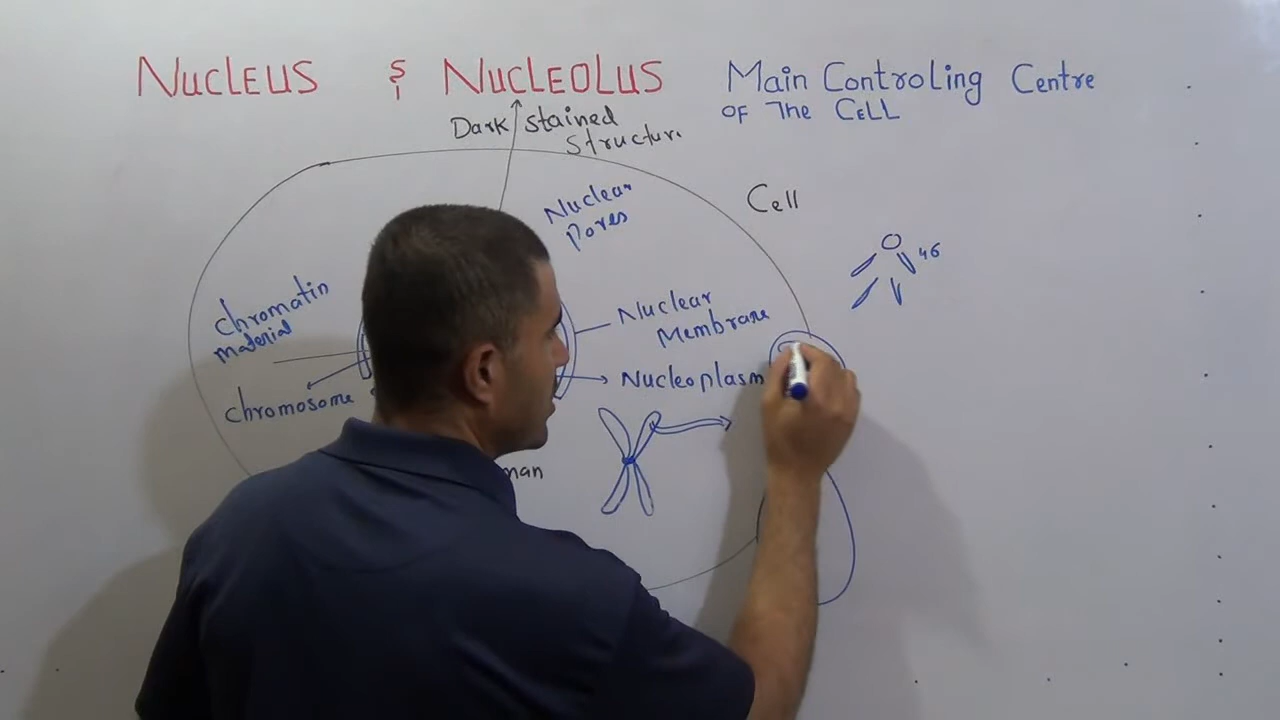 NUCLEUS & NUCLEOLUS
Main Controling Centre
OF The CELL
Dark stained
Structure
Cell
Nuclear
pores
46
chromatin
material
Nuclear
Membrane
Nucleoplasm
chromosome
man